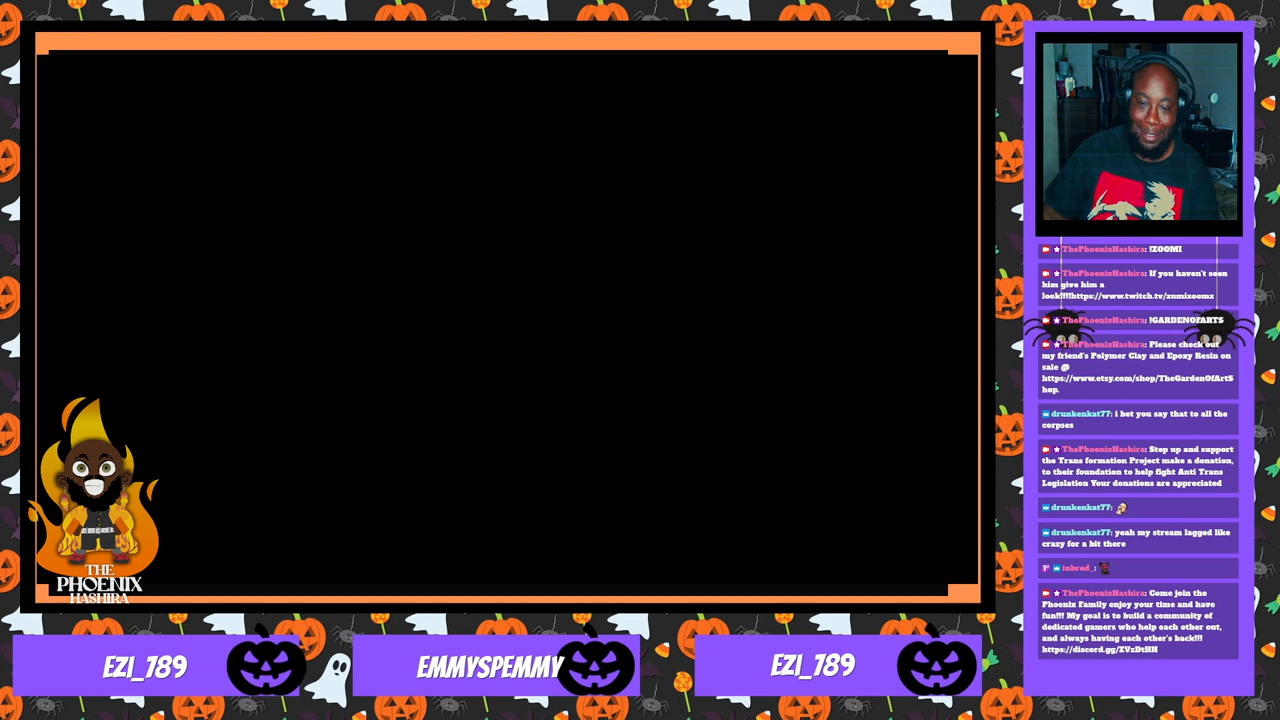 ThePhoenixHashira: !ZOOMI
ThePhoenixHashira: If you haven't seen
him give him a
look!!!!https://www.twitch.tv/zumizoomz
ThePhoenixHashira: !GARDENOFARTS
ThePhoenixHashira: Please check out
my friend's Polymer Clay and Epoxy Resin on
sale @
https://www.etsy.com/shop/TheGardenOfArtS
hop.
drunkenkat77: i bet you say that to all the
corpses
ThePhoenixHashira: Step up and support
the Trans formation Project make a donation,
to their foundation to help fight Anti Trans
Legislation Your donations are appreciated
drunkenkat77:
drunkenkat77: yeah my stream lagged like
crazy for a bit there
inbred_:
ThePhoenixHashira: Come join the
Phoenix Family enjoy your time and have
fun!!! My goal is to build a community of
dedicated gamers who help each other out,
and always having each other's back!!!
https://discord.gg/ZVzDtHH
THE
PHOENIX
HASHIRA
EZI_789
EMMYSPEMMY
EZI_789